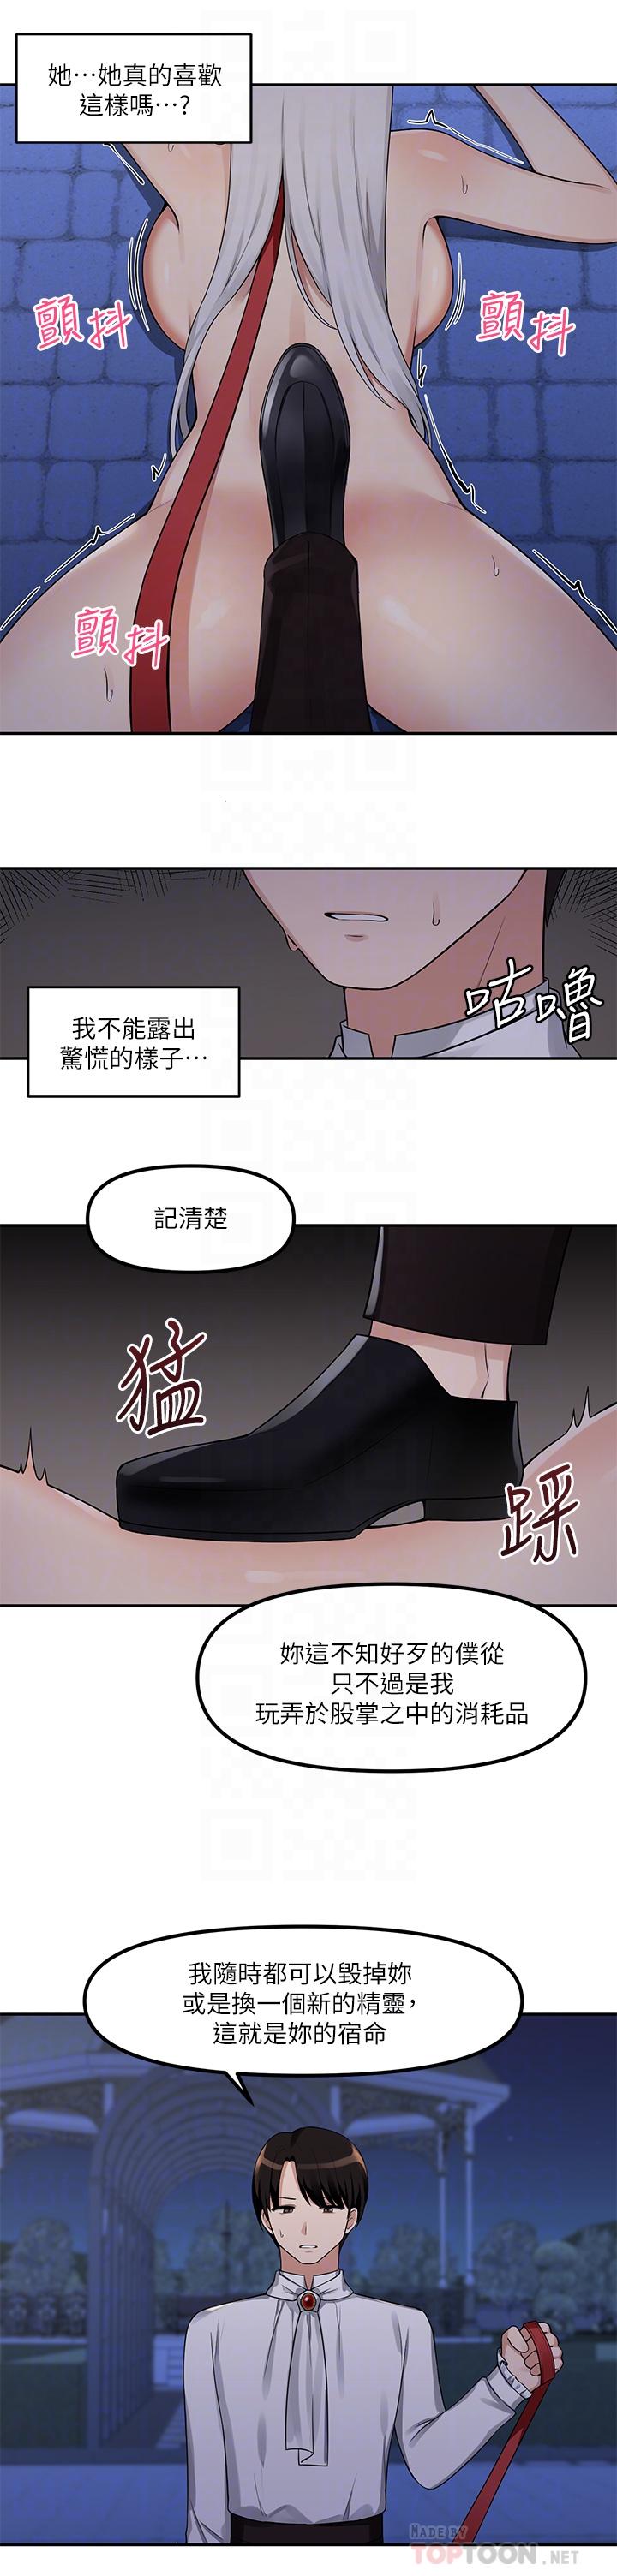 她⋯她真的喜歡
這樣嗎⋯?
顫抖
顫抖
顫抖
咕嚕
我不能露出
驚慌的樣子⋯
記清楚
猛
踩
妳這不知好歹的僕從
只不過是我
玩弄於股掌之中的消耗品
我隨時都可以毀掉妳
或是換一個新的精靈，
這就是妳的宿命
MADE BY
TOPTOON.NET